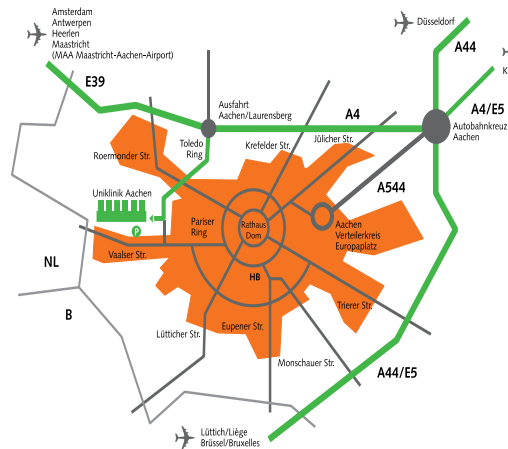 Amsterdam
Antwerpen
Heerlen
Maastricht
(MAA Maastricht-Aachen-Airport)
Düsseldorf
A44
K
E39
Ausfahrt
Aachen/Laurensberg
A4
A4/E5
Autobahnkreuz
Aachen
Toledo
Ring
Krefelder Str.
Jülicher Str.
Roermonder Str.
A544
Uniklinik Aachen
P
Pariser
Ring
Rathaus
Dom
Aachen
Verteilerkreis
Europaplatz
Vaalser Str.
NL
HB
B
Trierer Str.
Lütticher Str.
Eupener Str.
Monschauer Str.
A44/E5
Lüttich/Liège
Brüssel/Bruxelles